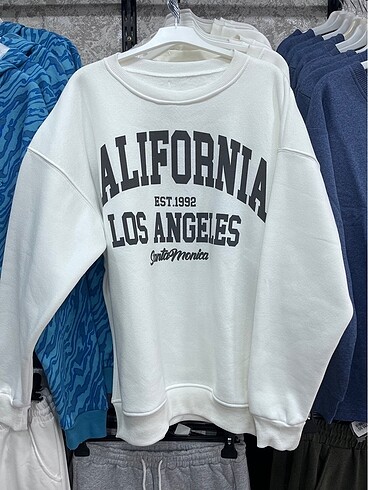 ALIFORNIA
EST.1992
LOS ANGELES
Santa Monica